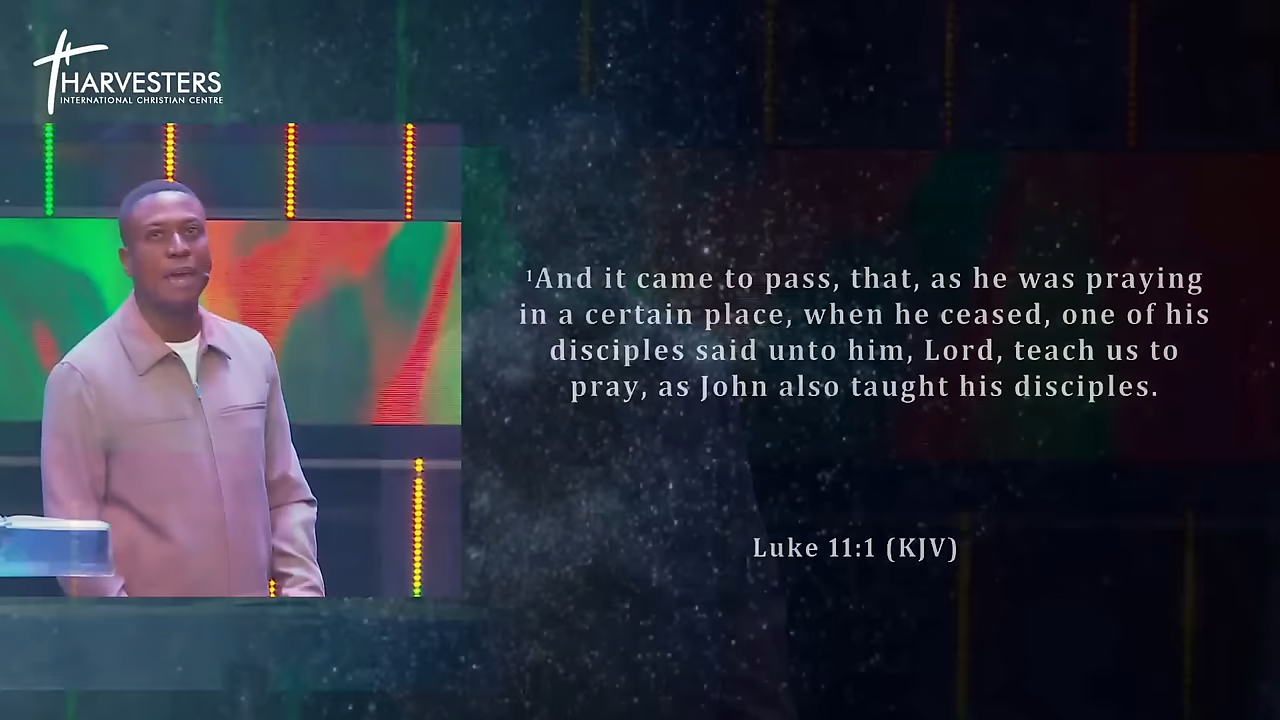 HARVESTERS
INTERNATIONAL CHRISTIAN CENTRE
¹And it came to pass, that, as he was praying
in a certain place, when he ceased, one of his
disciples said unto him, Lord, teach us to
pray, as John also taught his disciples.
Luke 11:1 (KJV)